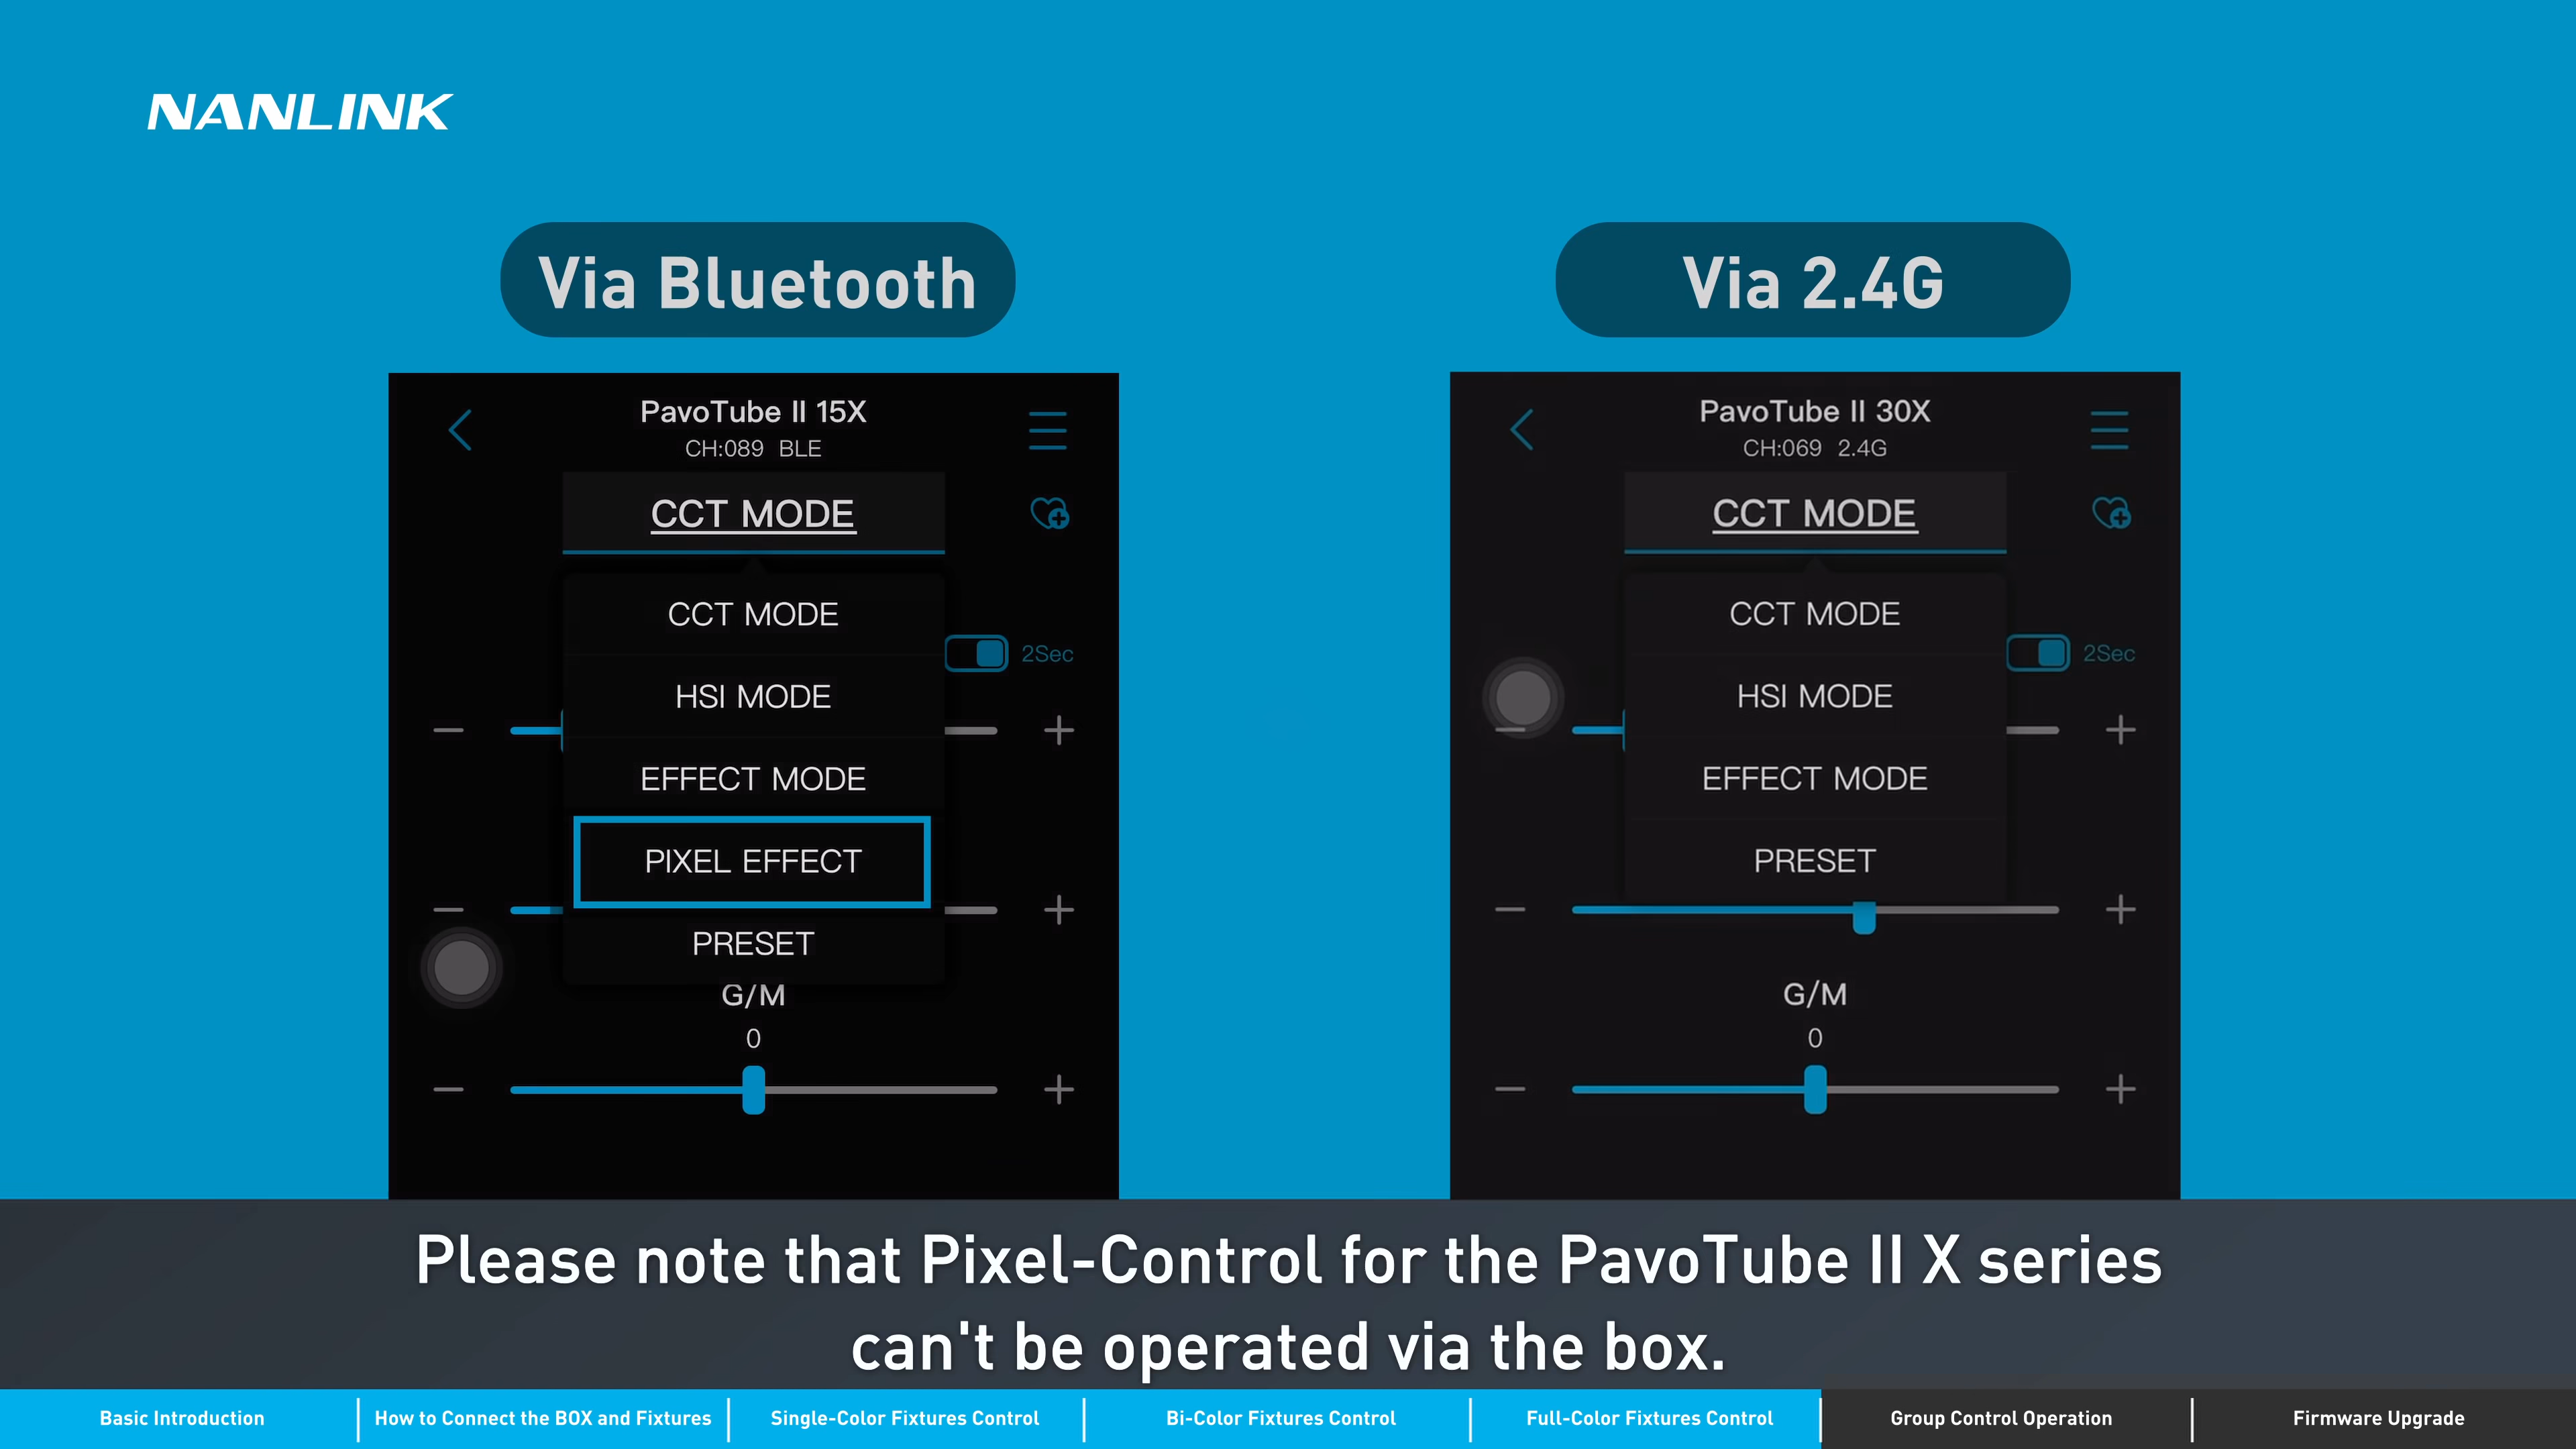 NANLINK
Via Bluetooth
Via 2.4G
PavoTube II 15X
CH:089 BLE
CCT MODE
CCT MODE
2Sec
HSI MODE
EFFECT MODE
PIXEL EFFECT
PRESET
G/M
0
PavoTube II 30X
CH:069 2.4G
CCT MODE
CCT MODE
2Sec
HSI MODE
EFFECT MODE
PRESET
G/M
0
Please note that Pixel-Control for the PavoTube II X series
can't be operated via the box.
Basic Introduction
How to Connect the BOX and Fixtures
Single-Color Fixtures Control
Bi-Color Fixtures Control
Full-Color Fixtures Control
Group Control Operation
Firmware Upgrade